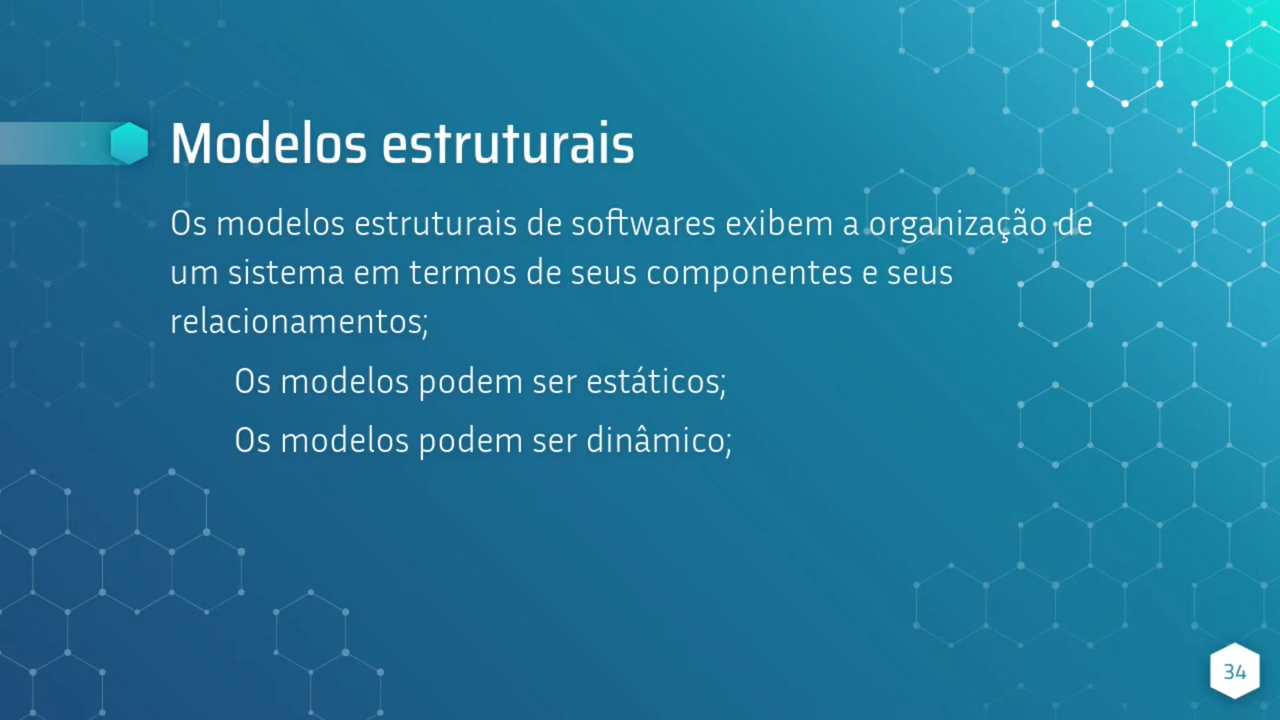 Modelos estruturais
Os modelos estruturais de softwares exibem a organização de
um sistema em termos de seus componentes e seus
relacionamentos;
Os modelos podem ser estáticos;
Os modelos podem ser dinâmico;
34